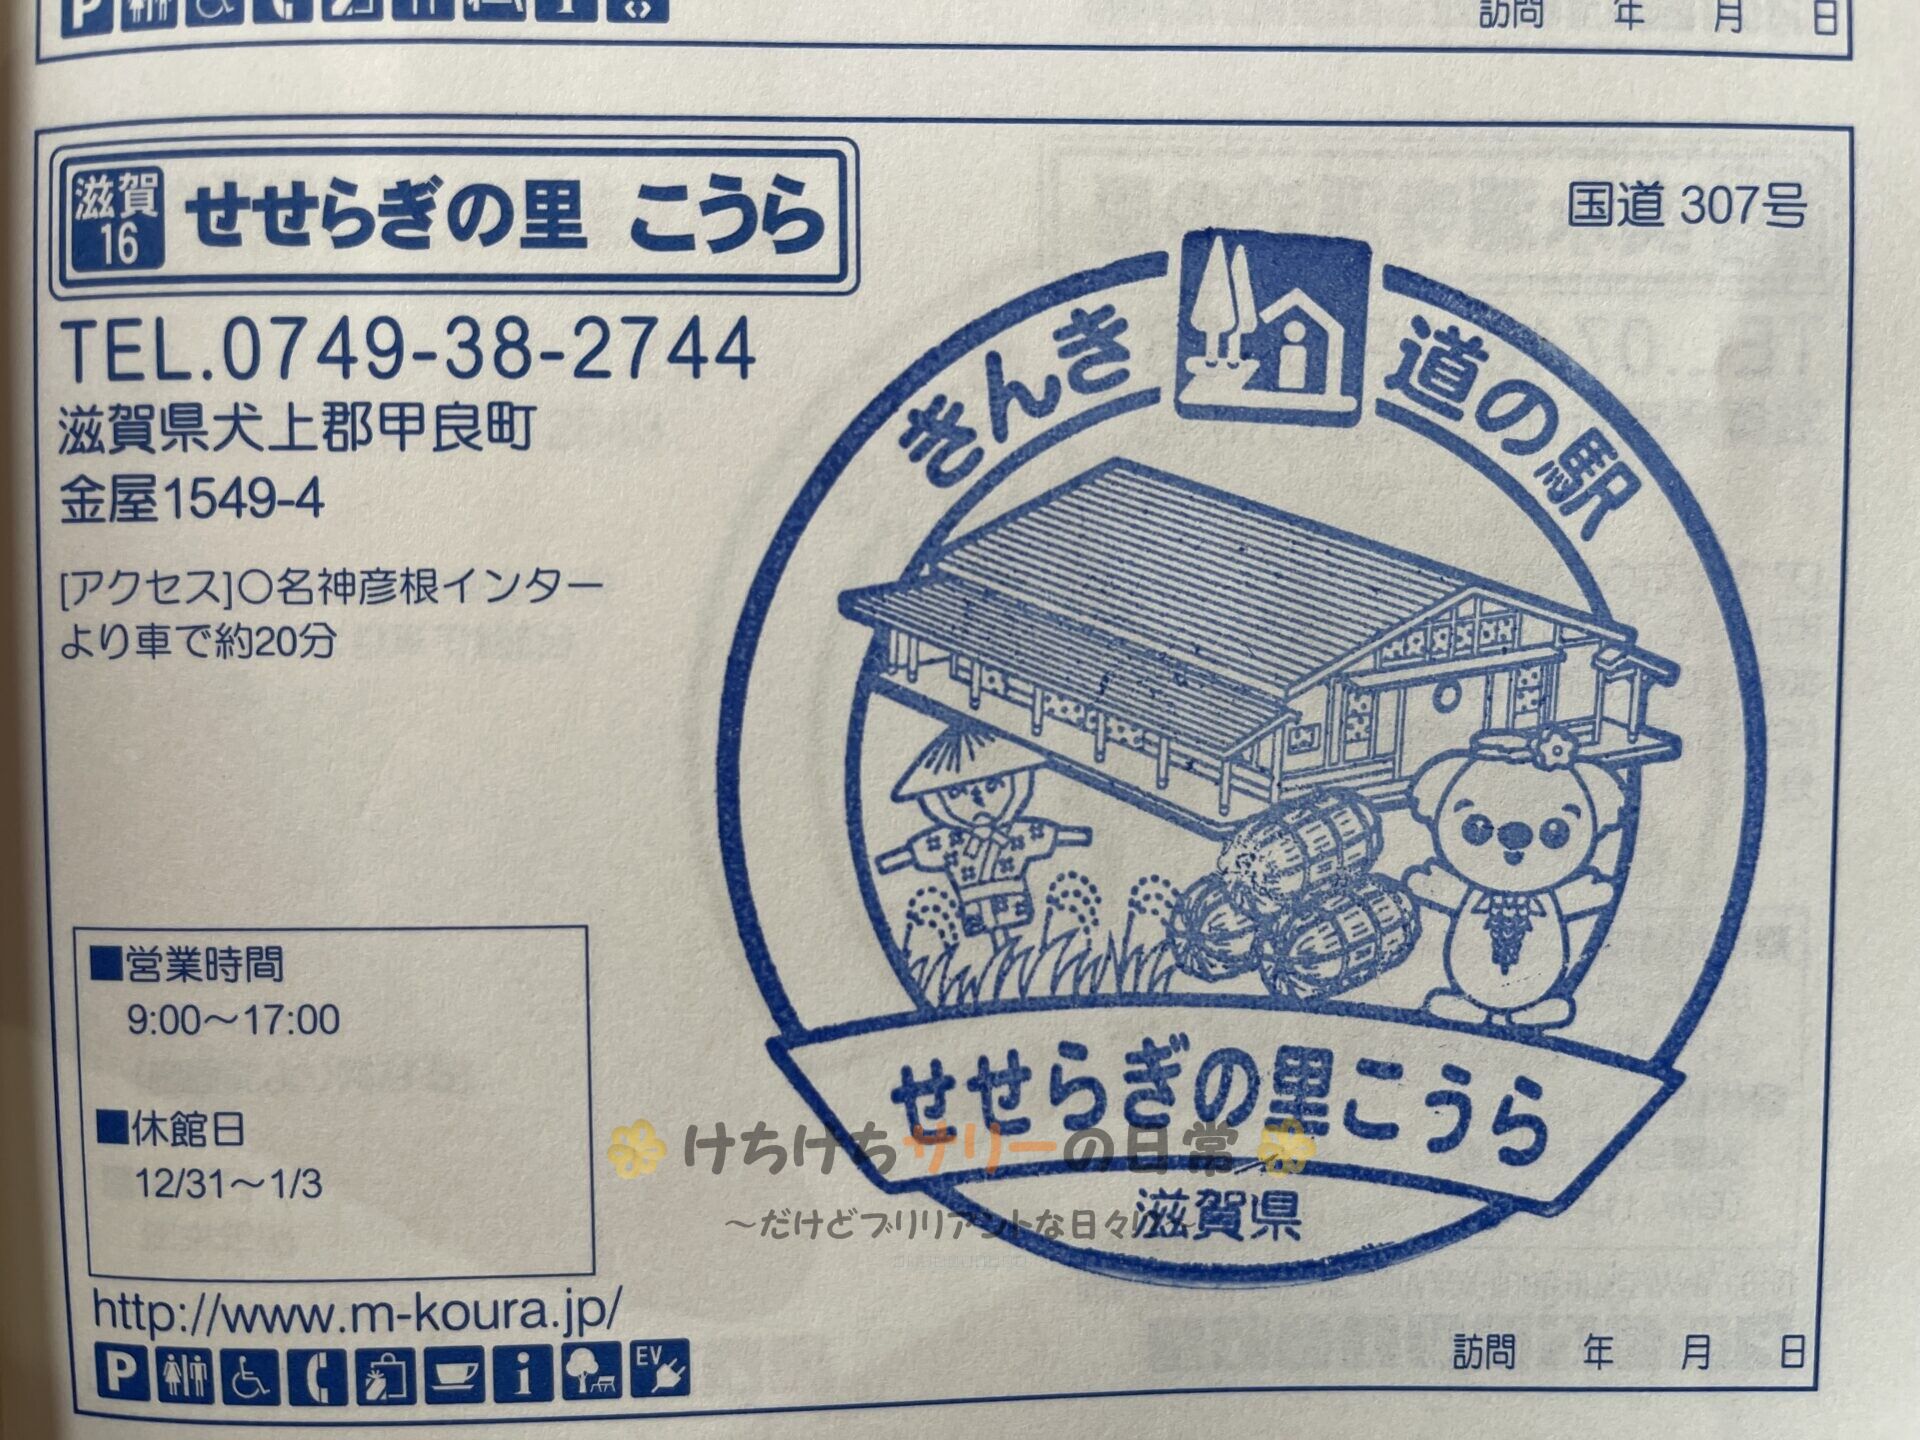 訪問 年 月 日
滋賀 16 せせらぎの里 こうら
国道 307号
TEL.0749-38-2744
滋賀県犬上郡甲良町
金屋1549-4
[アクセス]○名神彦根インター
より車で約20分
■営業時間
9:00～17:00
■休館日
12/31～1/3
http://www.m-koura.jp/
P i EV
きんき 道の駅
せせらぎの里こうら
滋賀県
けちけちサリーの日常
～だけどブリリアントな日々
訪問 年 月 日